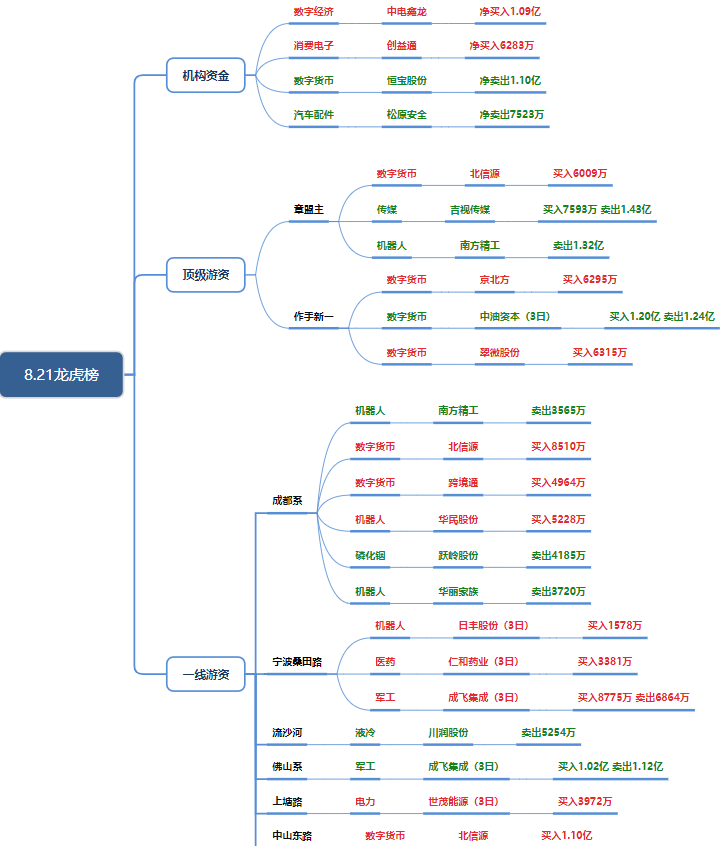 8.21龙虎榜
机构资金
数字经济 中电鑫龙 净买入1.09亿
消费电子 创益通 净买入6283万
数字货币 恒宝股份 净卖出1.10亿
汽车配件 松原安全 净卖出7523万
顶级游资
章盟主
数字货币 北信源 买入6009万
传媒 吉视传媒 买入7593万 卖出1.43亿
机器人 南方精工 卖出1.32亿
作手新一
数字货币 京北方 买入6295万
数字货币 中油资本（3日） 买入1.20亿 卖出1.24亿
数字货币 翠微股份 买入6315万
一线游资
成都系
机器人 南方精工 卖出3565万
数字货币 北信源 买入8510万
数字货币 跨境通 买入4964万
机器人 华民股份 买入5228万
磷化铟 跃岭股份 卖出4185万
机器人 华丽家族 卖出3720万
宁波桑田路
机器人 日丰股份（3日） 买入1578万
医药 仁和药业（3日） 买入3381万
军工 成飞集成（3日） 买入8775万 卖出6864万
流沙河 液冷 川润股份 卖出5254万
佛山系 军工 成飞集成（3日） 买入1.02亿 卖出1.12亿
上塘路 电力 世茂能源（3日） 买入3972万
中山东路 数字货币 北信源 买入1.10亿